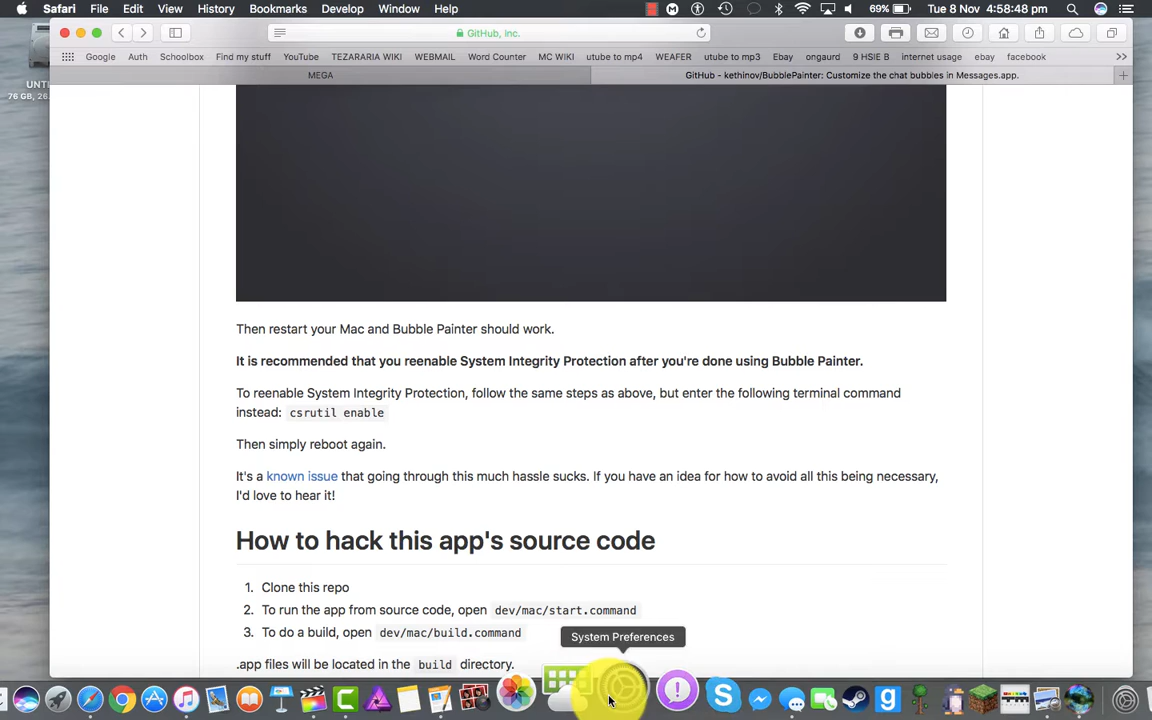 Safari File Edit View History Bookmarks Develop Window Help 69% Tue 8 Nov 4:58:48 pm
GitHub, Inc.
Google Auth Schoolbox Find my stuff YouTube TEZARARIA WIKI WEBMAIL Word Counter MC WIKI utube to mp4 WEAFER utube to mp3 Ebay ongaurd 9 HSIE B internet usage ebay facebook
MEGA GitHub - kethinov/BubblePainter: Customize the chat bubbles in Messages.app.
UNTI
76 GB, 26.
Then restart your Mac and Bubble Painter should work.
It is recommended that you reenable System Integrity Protection after you're done using Bubble Painter.
To reenable System Integrity Protection, follow the same steps as above, but enter the following terminal command
instead: csrutil enable
Then simply reboot again.
It's a known issue that going through this much hassle sucks. If you have an idea for how to avoid all this being necessary,
I'd love to hear it!
How to hack this app's source code
1. Clone this repo
2. To run the app from source code, open dev/mac/start.command
3. To do a build, open dev/mac/build.command
System Preferences
.app files will be located in the build directory.